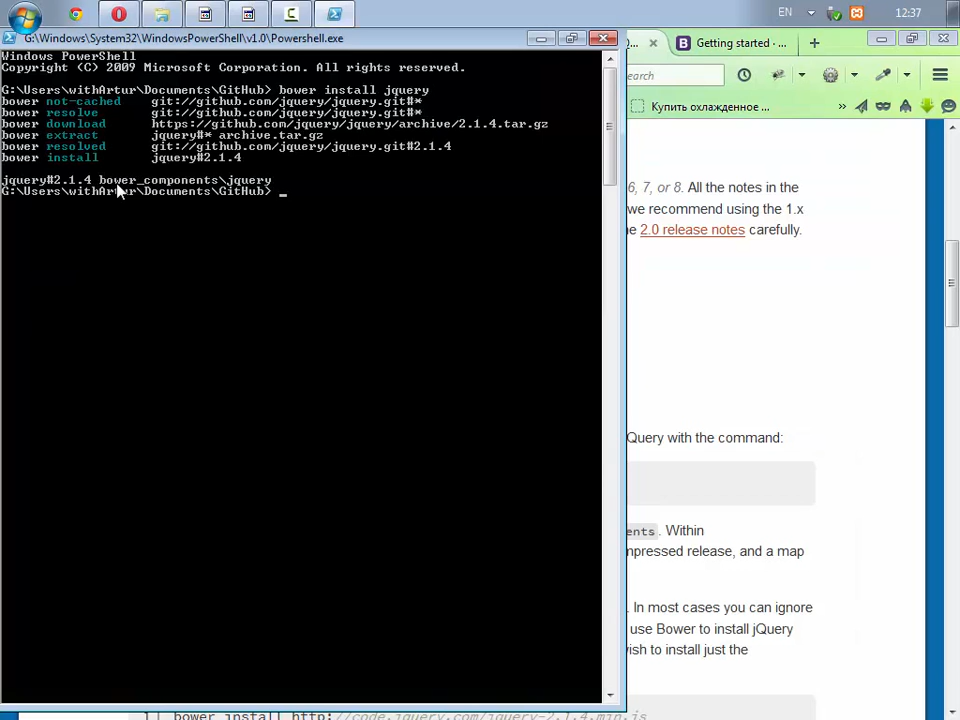 EN
12:37
G:\Windows\System32\WindowsPowerShell\v1.0\Powershell.exe
Getting started - ...
Windows PowerShell
Copyright (C) 2009 Microsoft Corporation. All rights reserved.
G:\Users\withArtur\Documents\GitHub> bower install jquery
bower not-cached git://github.com/jquery/jquery.git#*
bower resolve git://github.com/jquery/jquery.git#*
bower download https://github.com/jquery/jquery/archive/2.1.4.tar.gz
bower extract jquery#* archive.tar.gz
bower resolved git://github.com/jquery/jquery.git#2.1.4
bower install jquery#2.1.4
jquery#2.1.4 bower_components\jquery
G:\Users\withArtur\Documents\GitHub> _
search
Купить охлажденное ...
6, 7, or 8. All the notes in the
we recommend using the 1.x
2.0 release notes carefully.
Query with the command:
ents. Within
mpressed release, and a map
. In most cases you can ignore
use Bower to install jQuery
wish to install just the
1 bower install http://code.jquery.com/jquery-2.1.4.min.js